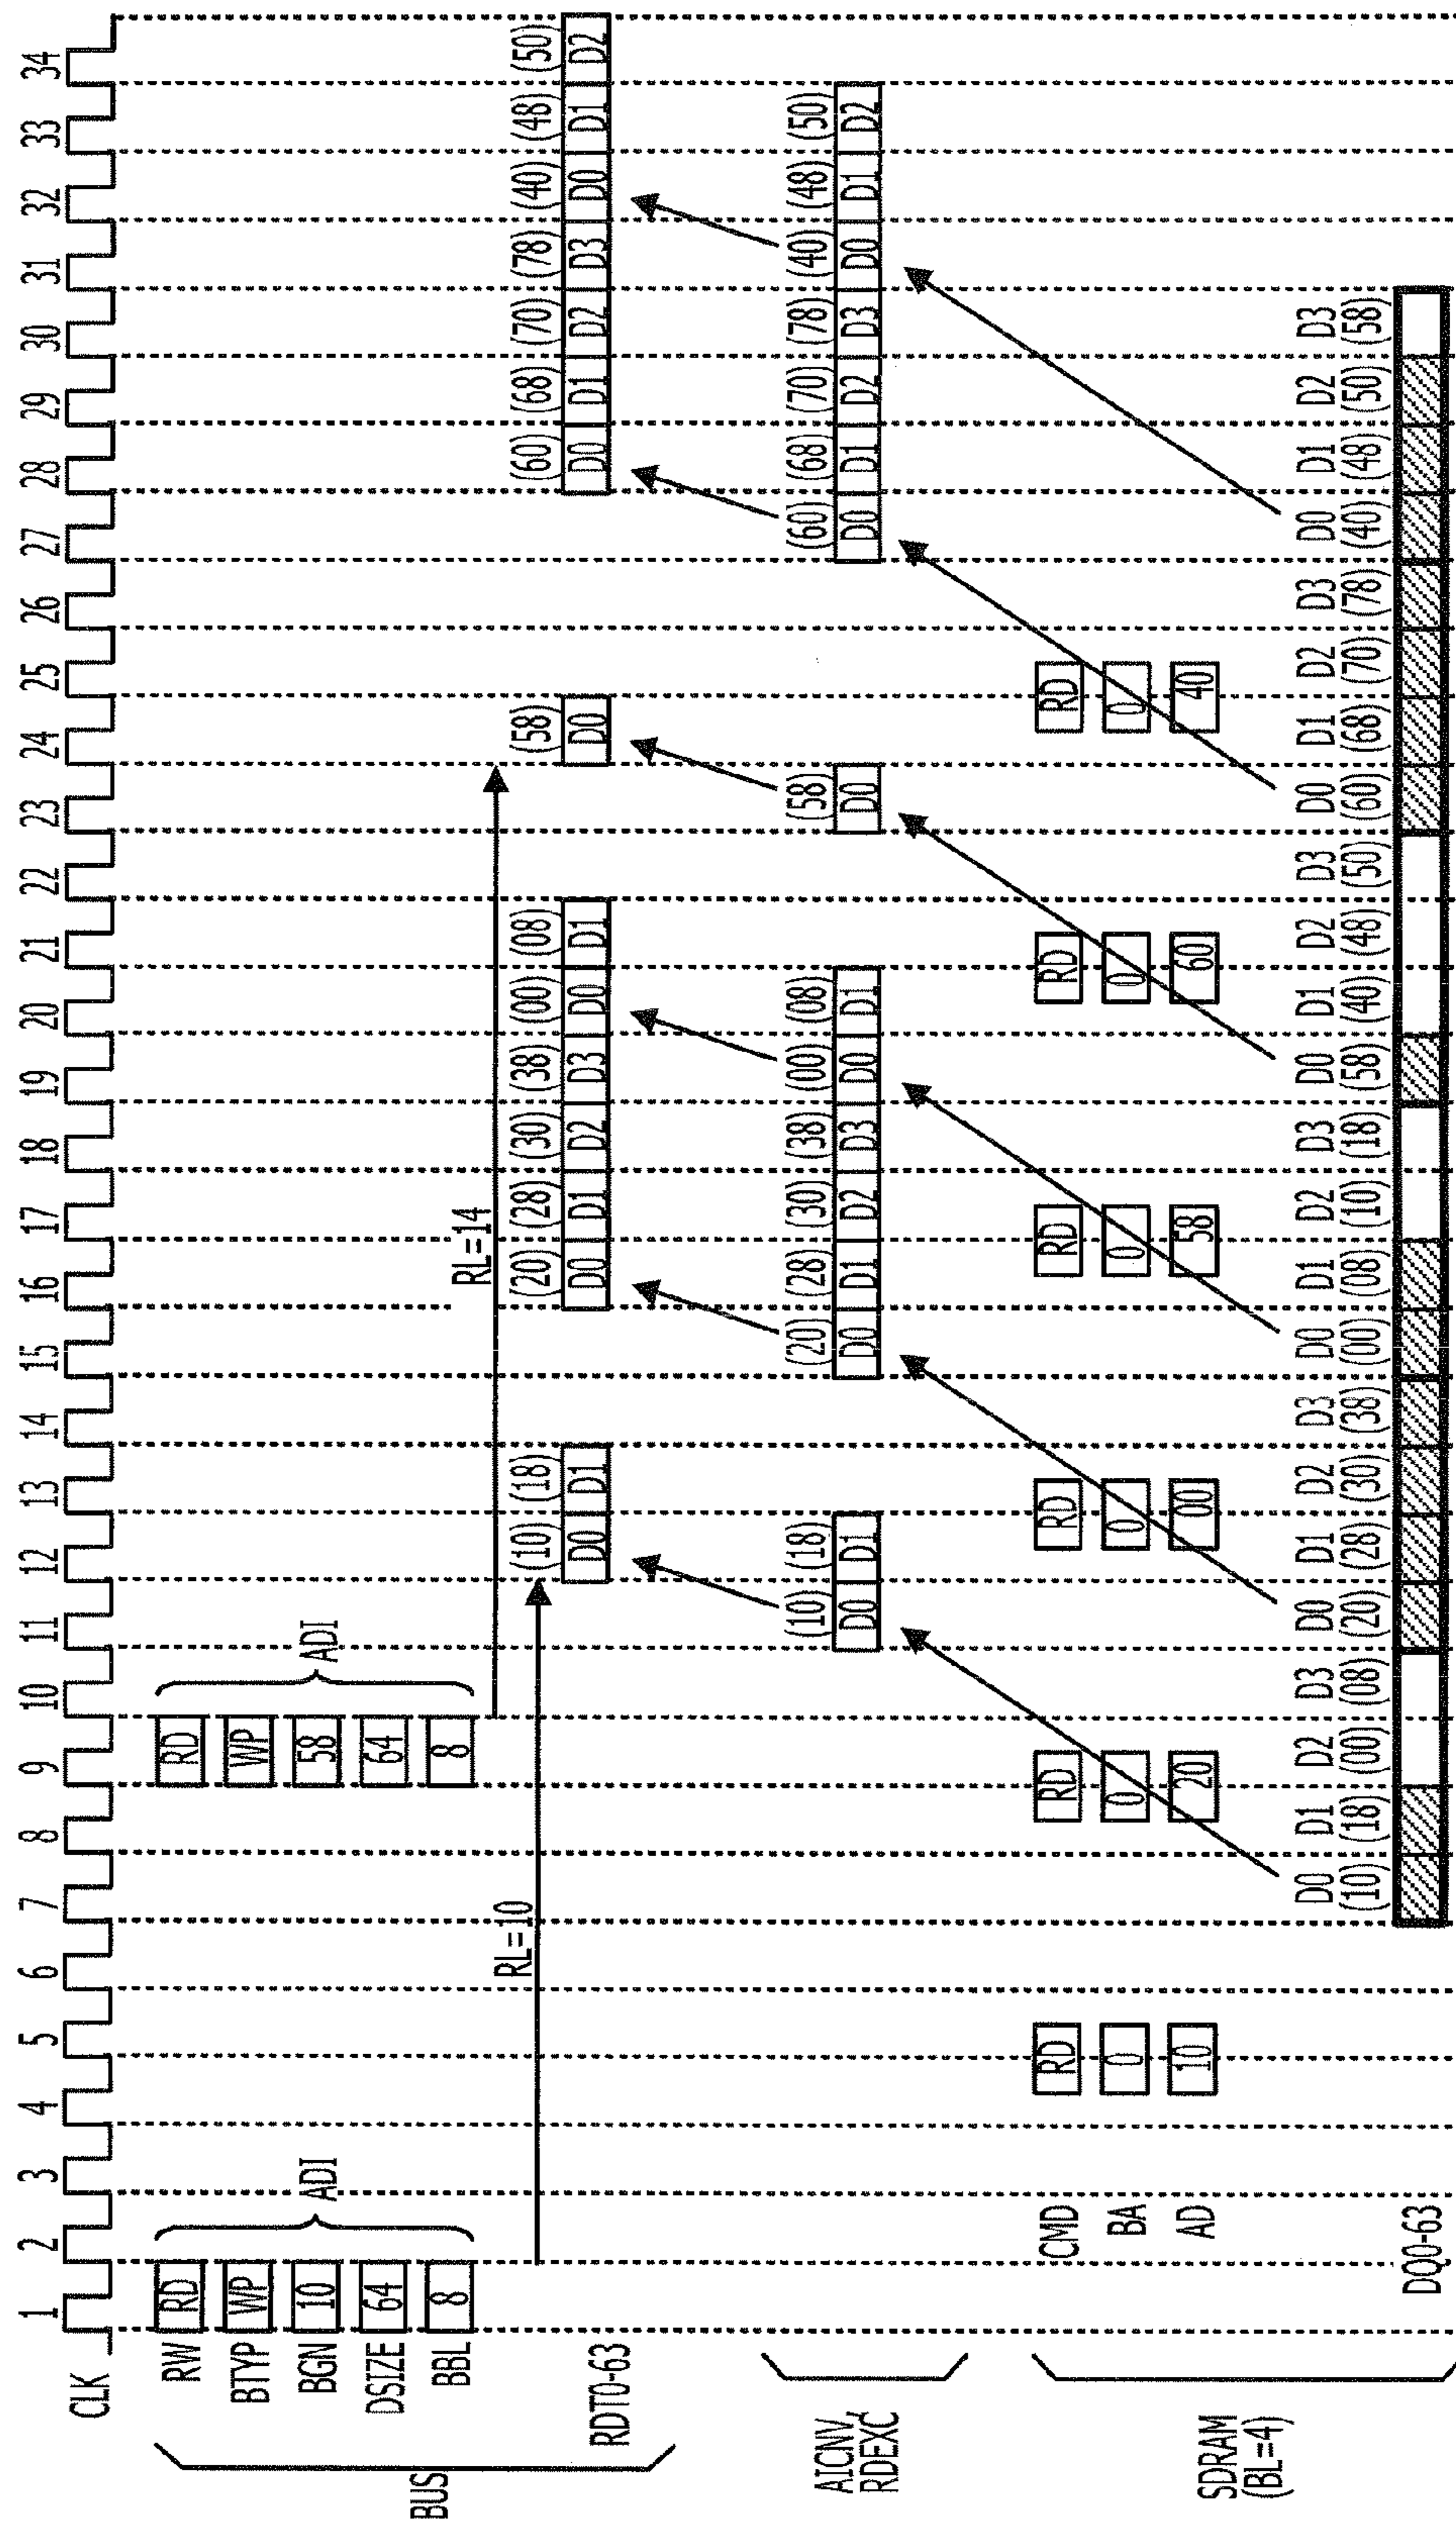 CLK 1 2 3 4 5 6 7 8 9 10 11 12 13 14 15 16 17 18 19 20 21 22 23 24 25 26 27 28 29 30 31 32 33 34
BUS
RW RD RD
BTYP WP WP
BGN 10 58
ADI ADI
DSIZE 64 64
BBL 8 8
RL=14
RL=10
(10) (18) (20) (28) (30) (38) (00) (08) (58) (60) (68) (70) (78) (40) (48) (50)
RDT0-63 D0 D1 D0 D1 D2 D3 D0 D1 D0 D0 D1 D2 D3 D0 D1 D2
(10) (18) (20) (28) (30) (38) (00) (08) (58) (60) (68) (70) (78) (40) (48) (50)
AICNV,
RDEXC
D0 D1 D0 D1 D2 D3 D0 D1 D0 D0 D1 D2 D3 D0 D1 D2
SDRAM
(BL=4)
CMD RD RD RD RD RD RD
BA 0 0 0 0 0 0
AD 10 20 00 58 60 40
D0 D1 D2 D3 D0 D1 D2 D3 D0 D1 D2 D3 D0 D1 D2 D3 D0 D1 D2 D3 D0 D1 D2 D3
(10) (18) (00) (08) (20) (28) (30) (38) (00) (08) (10) (18) (58) (40) (48) (50) (60) (68) (70) (78) (40) (48) (50) (58)
DQ0-63